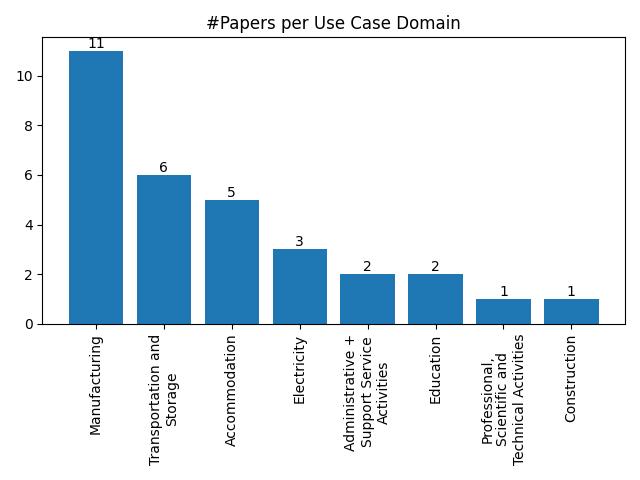 #Papers per Use Case Domain
10
8
6
4
2
0
11
6
5
3
2
2
1
1
Manufacturing
Transportation and
Storage
Accommodation
Electricity
Administrative +
Support Service
Activities
Education
Professional,
Scientific and
Technical Activities
Construction